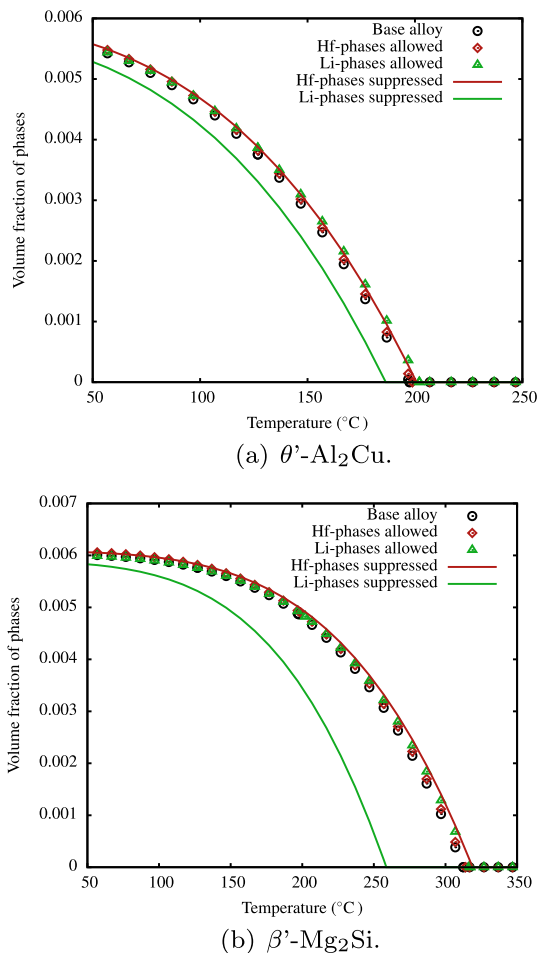 0.006
0.005
0.004
0.003
0.002
0.001
0
Volume fraction of phases
Base alloy
Hf-phases allowed
Li-phases allowed
Hf-phases suppressed
Li-phases suppressed
50 100 150 200 250
Temperature (°C)
(a) θ'-Al₂Cu.
0.007
0.006
0.005
0.004
0.003
0.002
0.001
0
Volume fraction of phases
Base alloy
Hf-phases allowed
Li-phases allowed
Hf-phases suppressed
Li-phases suppressed
50 100 150 200 250 300 350
Temperature (°C)
(b) β'-Mg₂Si.